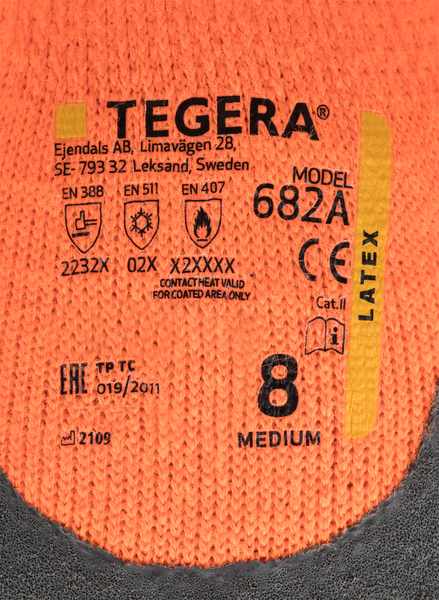 TEGERA®
Ejendals AB, Limavägen 28,
SE-793 32 Leksand, Sweden
EN 388 EN 511 EN 407
MODEL
682A
2232X 02X X2XXXX
CONTACT HEAT VALID
FOR COATED AREA ONLY
CE
LATEX
Cat.II
i
EAC TP TC
019/2011
8
MEDIUM
2109